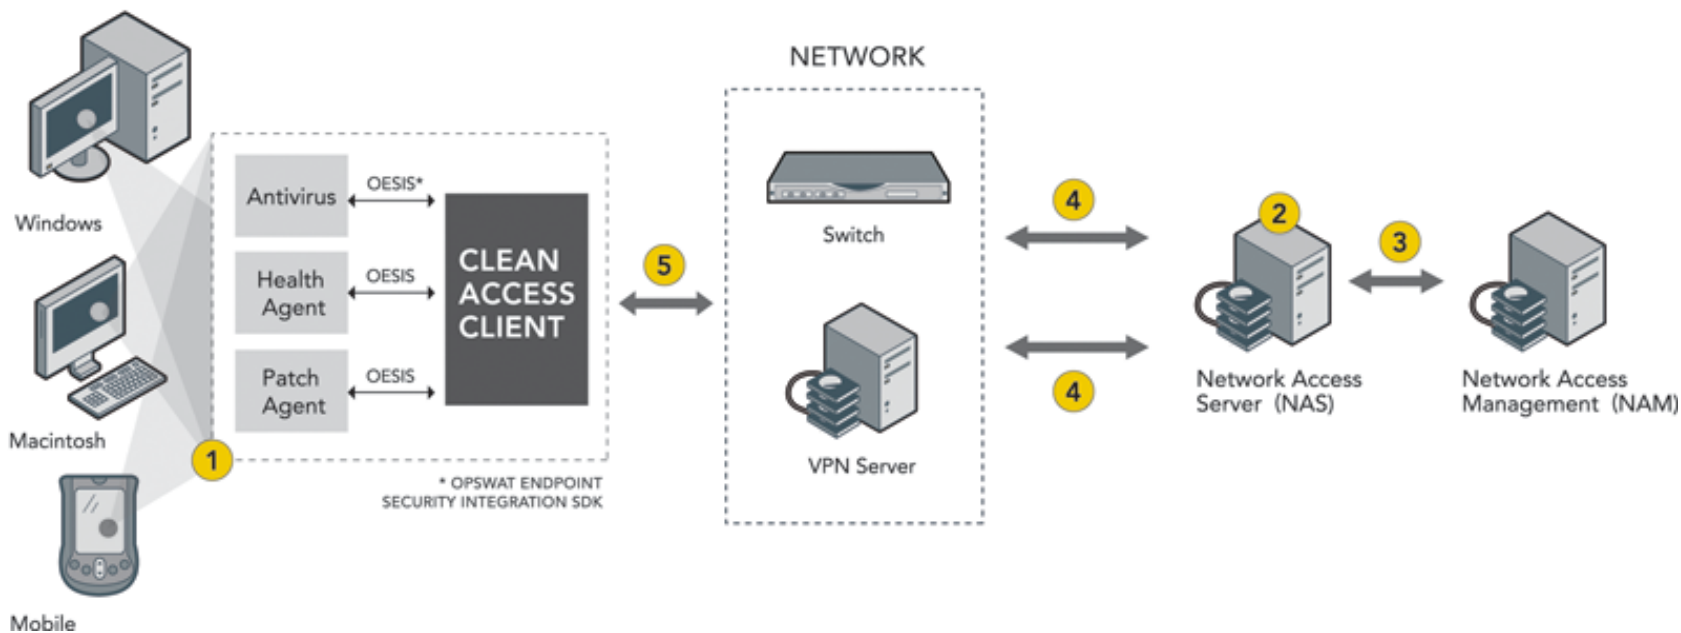 NETWORK
Windows
Macintosh
Mobile
1
Antivirus
OESIS*
Health
Agent
OESIS
Patch
Agent
OESIS
CLEAN
ACCESS
CLIENT
* OPSWAT ENDPOINT
SECURITY INTEGRATION SDK
5
Switch
VPN Server
4
4
2
Network Access
Server (NAS)
3
Network Access
Management (NAM)